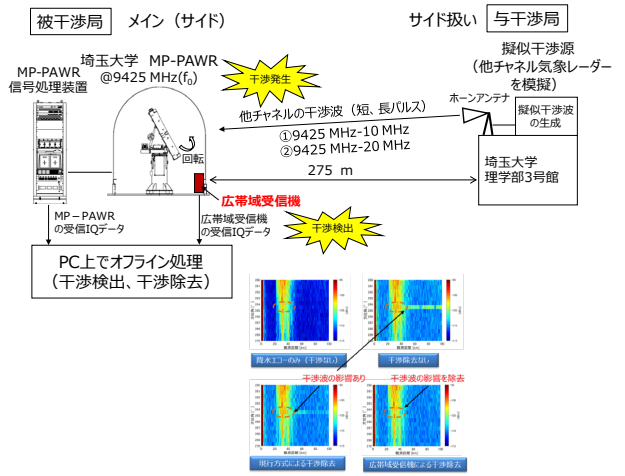 被干渉局
メイン（サイド）
サイド扱い
与干渉局
埼玉大学 MP-PAWR
@9425 MHz(f0)
MP-PAWR
信号処理装置
干渉発生
擬似干渉源
（他チャネル気象レーダー
を模擬）
ホーンアンテナ
擬似干渉波
の生成
他チャネルの干渉波（短、長パルス）
①9425 MHz-10 MHz
②9425 MHz-20 MHz
回転
275 m
埼玉大学
理学部3号館
広帯域受信機
MP－PAWR
の受信IQデータ
広帯域受信機
の受信IQデータ
干渉検出
PC上でオフライン処理
（干渉検出、干渉除去）
降水エコーのみ（干渉なし）
干渉除去なし
干渉波の影響あり
干渉波の影響を除去
現行方式による干渉除去
広帯域受信機による干渉除去